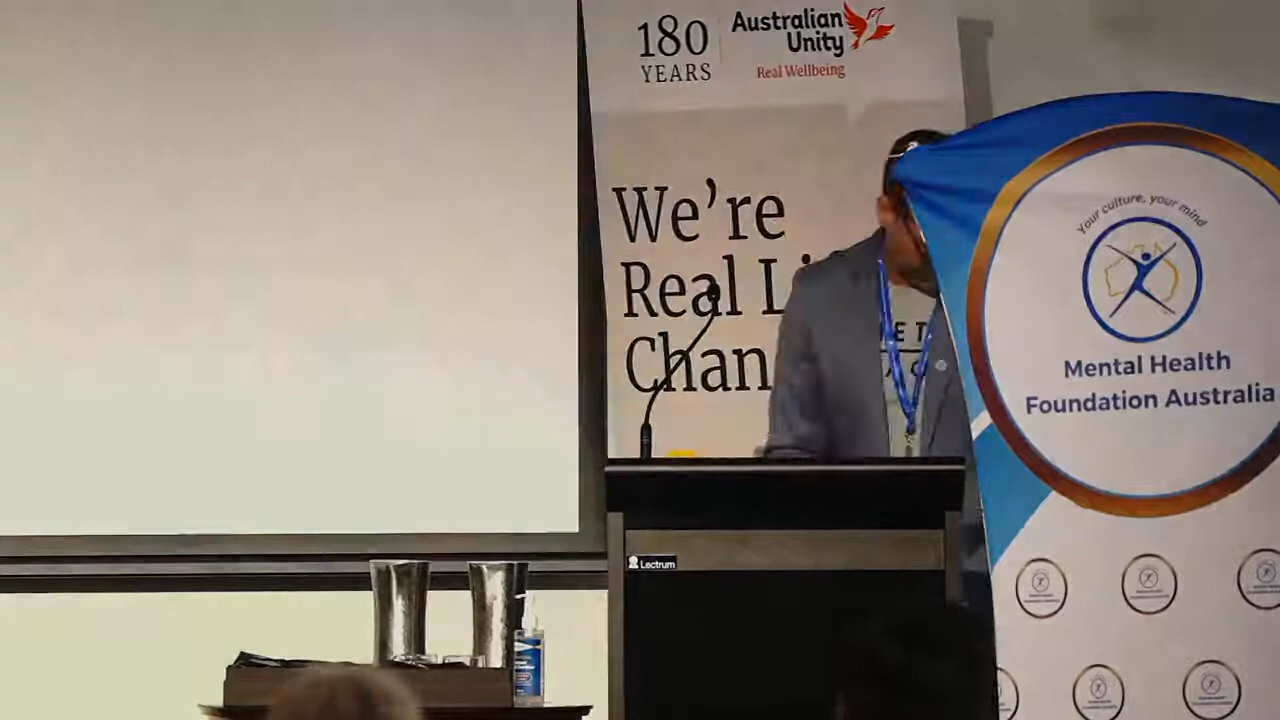 180
YEARS
Australian
Unity
Real Wellbeing
We're
Real Li
Chan
Your culture, your mind
Mental Health
Foundation Australia
Lectrum